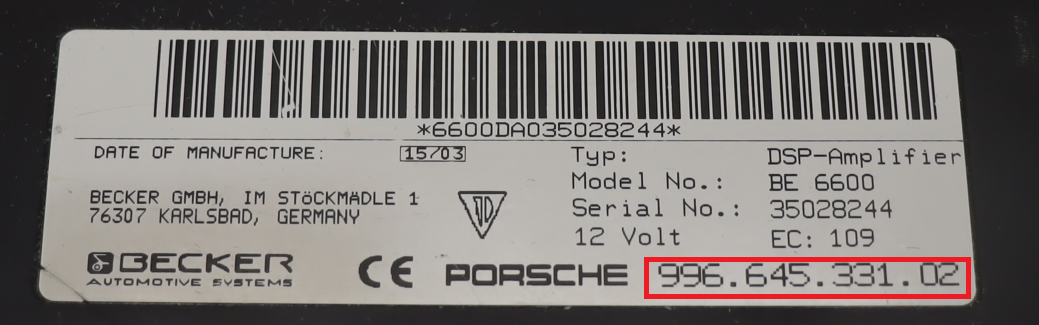 *6600DA035028244*
DATE OF MANUFACTURE: 15/03
BECKER GMBH, IM STöCKMÄDLE 1
76307 KARLSBAD, GERMANY
Typ: DSP-Amplifier
Model No.: BE 6600
Serial No.: 35028244
12 Volt EC: 109
BECKER
AUTOMOTIVE SYSTEMS
CE PORSCHE 996.645.331.02